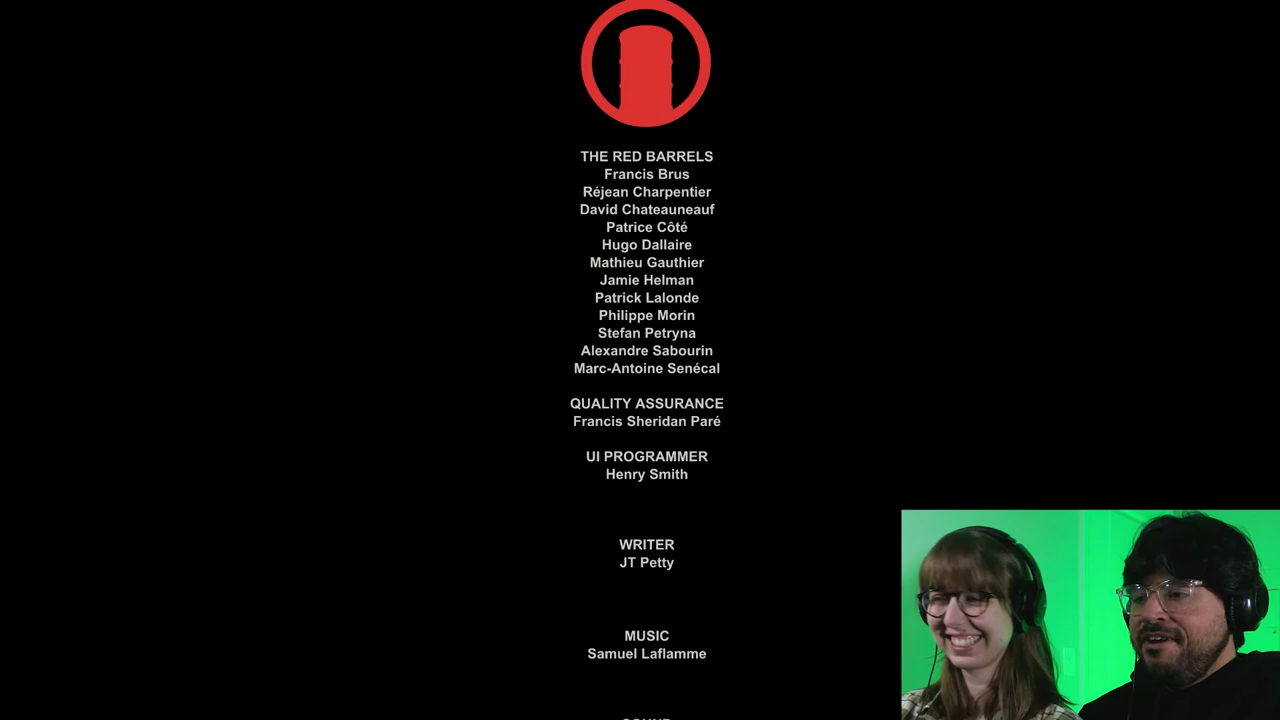 THE RED BARRELS
Francis Brus
Réjean Charpentier
David Chateauneuf
Patrice Côté
Hugo Dallaire
Mathieu Gauthier
Jamie Helman
Patrick Lalonde
Philippe Morin
Stefan Petryna
Alexandre Sabourin
Marc-Antoine Senécal
QUALITY ASSURANCE
Francis Sheridan Paré
UI PROGRAMMER
Henry Smith
WRITER
JT Petty
MUSIC
Samuel Laflamme